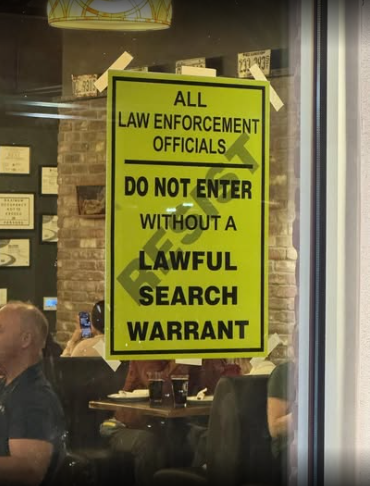 ALL
LAW ENFORCEMENT
OFFICIALS
DO NOT ENTER
WITHOUT A
LAWFUL
SEARCH
WARRANT
RESIST